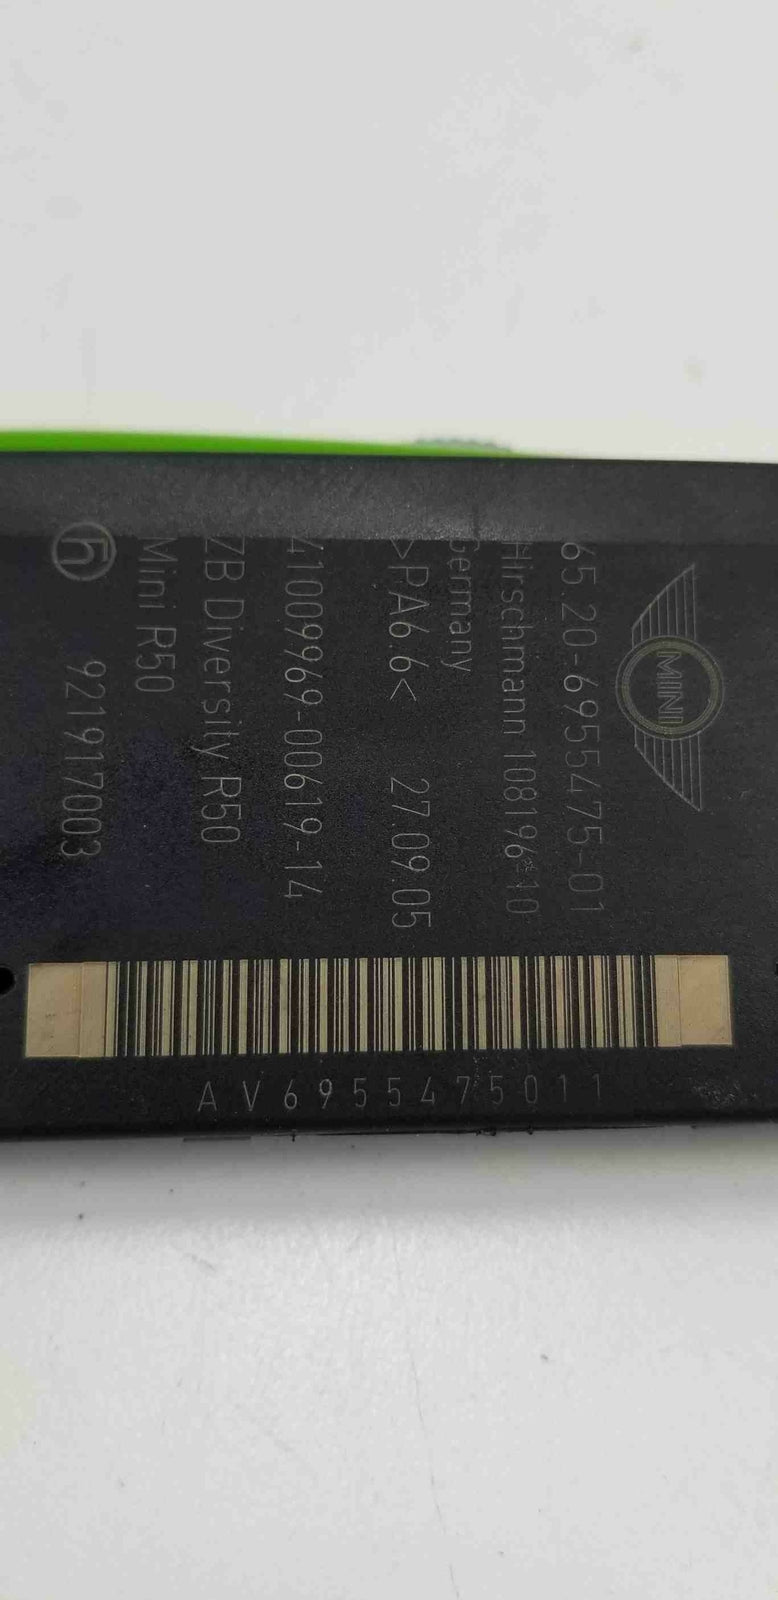 MINI
65.20-6955475-01
Hirschmann 108196-10
Germany
>PA6.6< 27.09.05
41009969-00619-14
ZB Diversity R50
Mini R50
h 921917003
AV6955475011